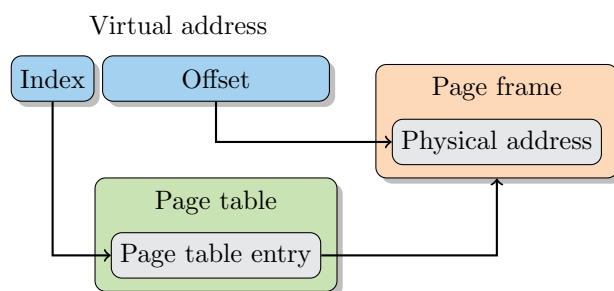 Virtual address
Index
Offset
Page frame
Physical address
Page table
Page table entry